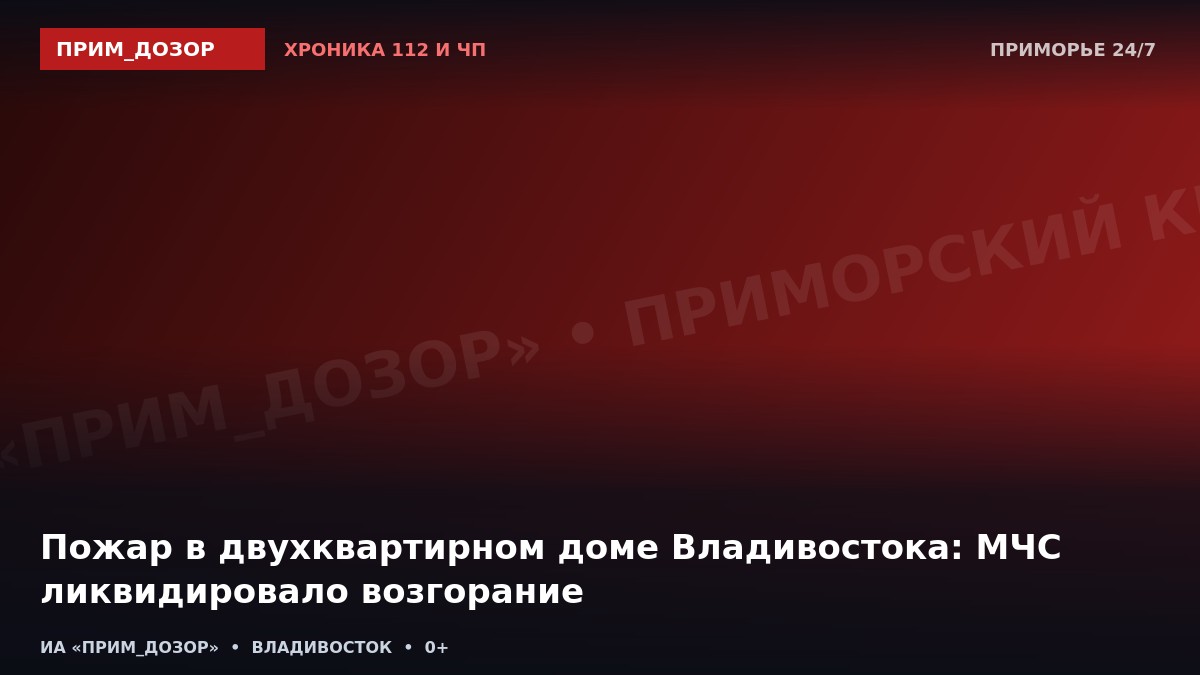 ПРИМ_ДОЗОР
ХРОНИКА 112 И ЧП
ПРИМОРЬЕ 24/7
«ПРИМ_ДОЗОР» • ПРИМОРСКИЙ
Пожар в двухквартирном доме Владивостока: МЧС
ликвидировало возгорание
ИА «ПРИМ_ДОЗОР» • ВЛАДИВОСТОК • 0+